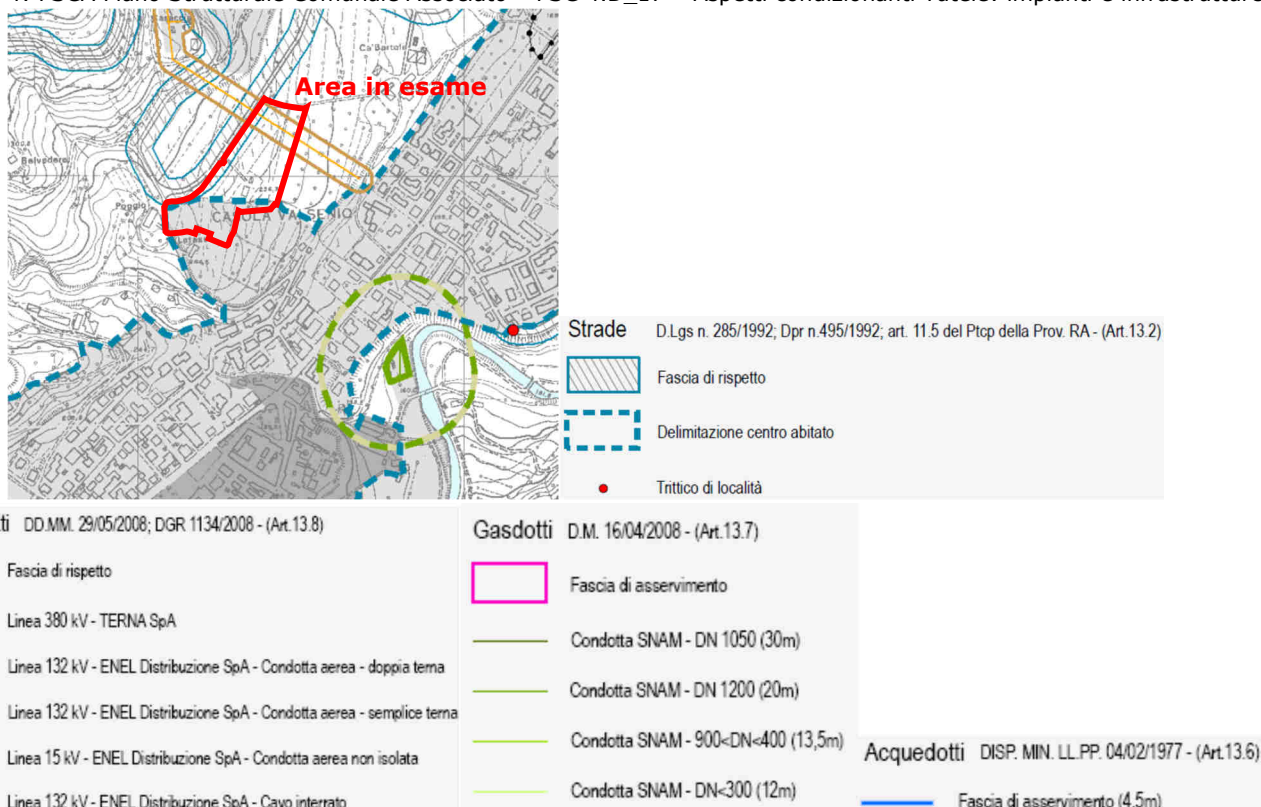 Area in esame
Ca'Bartole
Belvedere
Poggio
CASOLA VALSENIO
Strade D.Lgs n. 285/1992; Dpr n.495/1992; art. 11.5 del Ptcp della Prov. RA - (Art.13.2)
Fascia di rispetto
Delimitazione centro abitato
Trittico di località
ti DD.MM. 29/05/2008; DGR 1134/2008 - (Art.13.8)
Fascia di rispetto
Linea 380 kV - TERNA SpA
Linea 132 kV - ENEL Distribuzione SpA - Condotta aerea - doppia terna
Linea 132 kV - ENEL Distribuzione SpA - Condotta aerea - semplice terna
Linea 15 kV - ENEL Distribuzione SpA - Condotta aerea non isolata
Linea 132 kV - ENEL Distribuzione SpA - Cavo interrato
Gasdotti D.M. 16/04/2008 - (Art.13.7)
Fascia di asservimento
Condotta SNAM - DN 1050 (30m)
Condotta SNAM - DN 1200 (20m)
Condotta SNAM - 900<DN<400 (13,5m)
Condotta SNAM - DN<300 (12m)
Acquedotti DISP. MIN. LL.PP. 04/02/1977 - (Art.13.6)
Fascia di asservimento (4.5m)